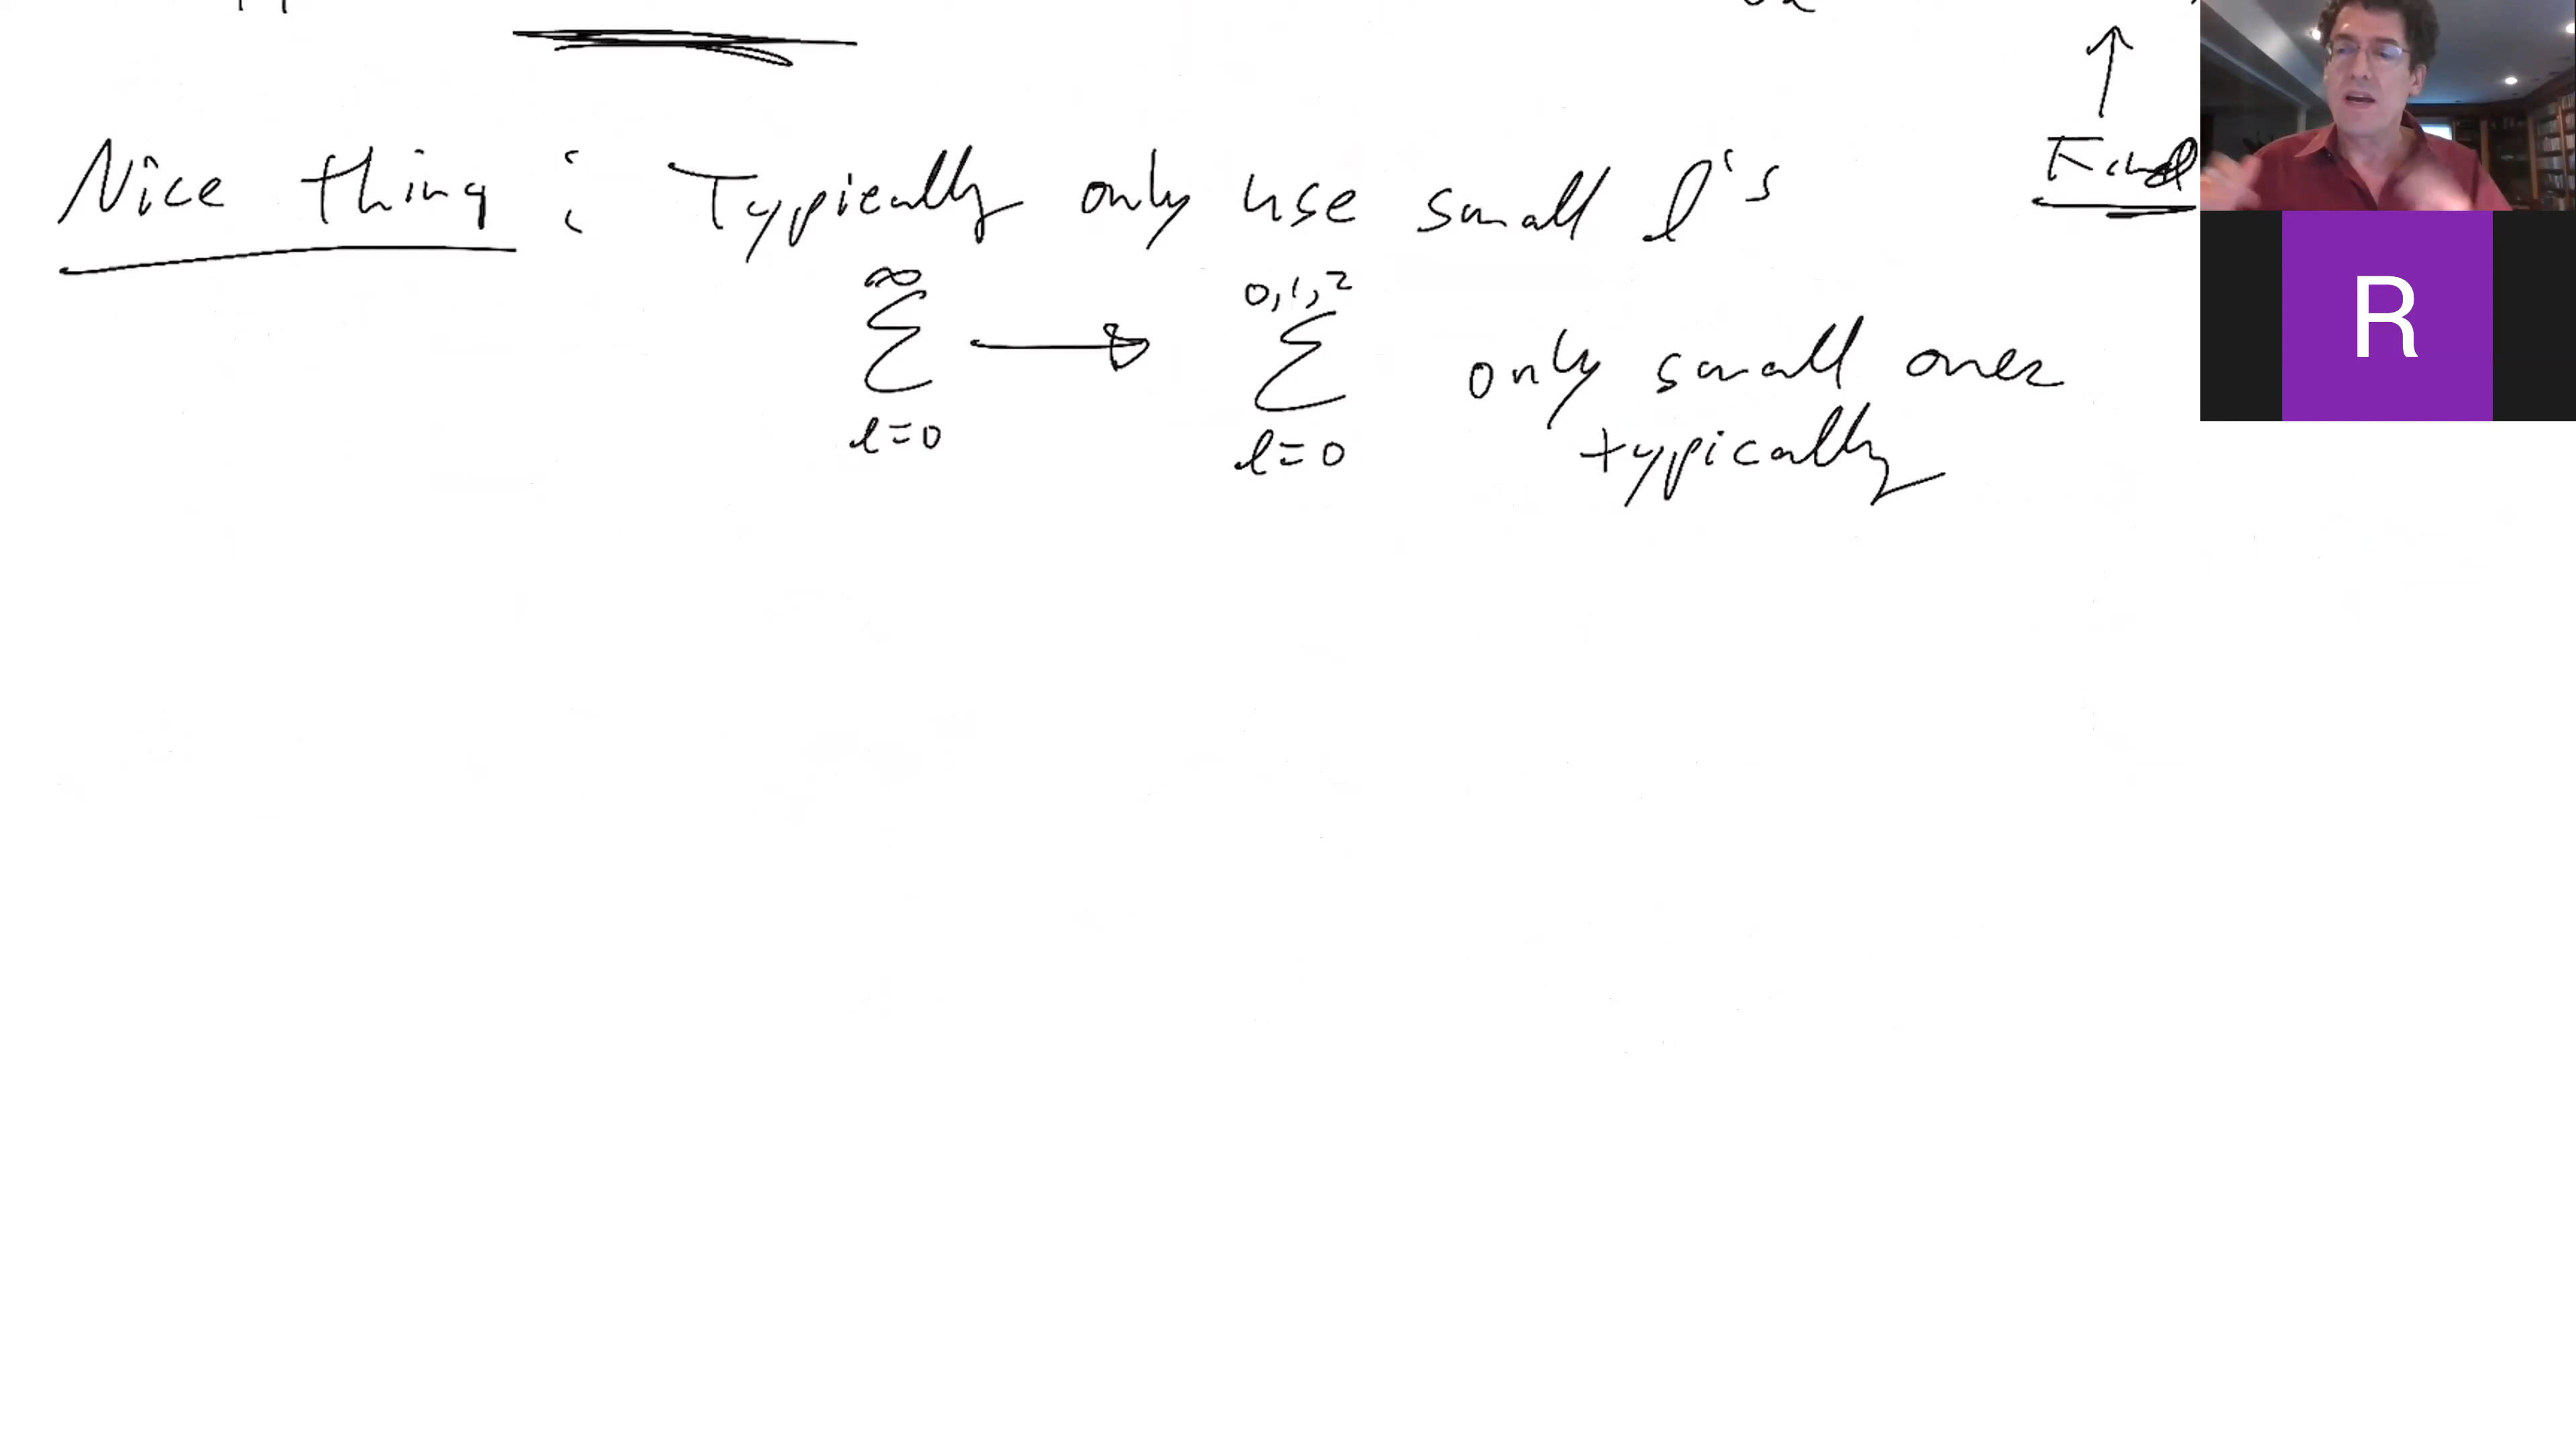 Nice thing : Typically only use small l's
∞ 0,1,2
Σ → Σ only small ones
l=0 l=0 typically
R